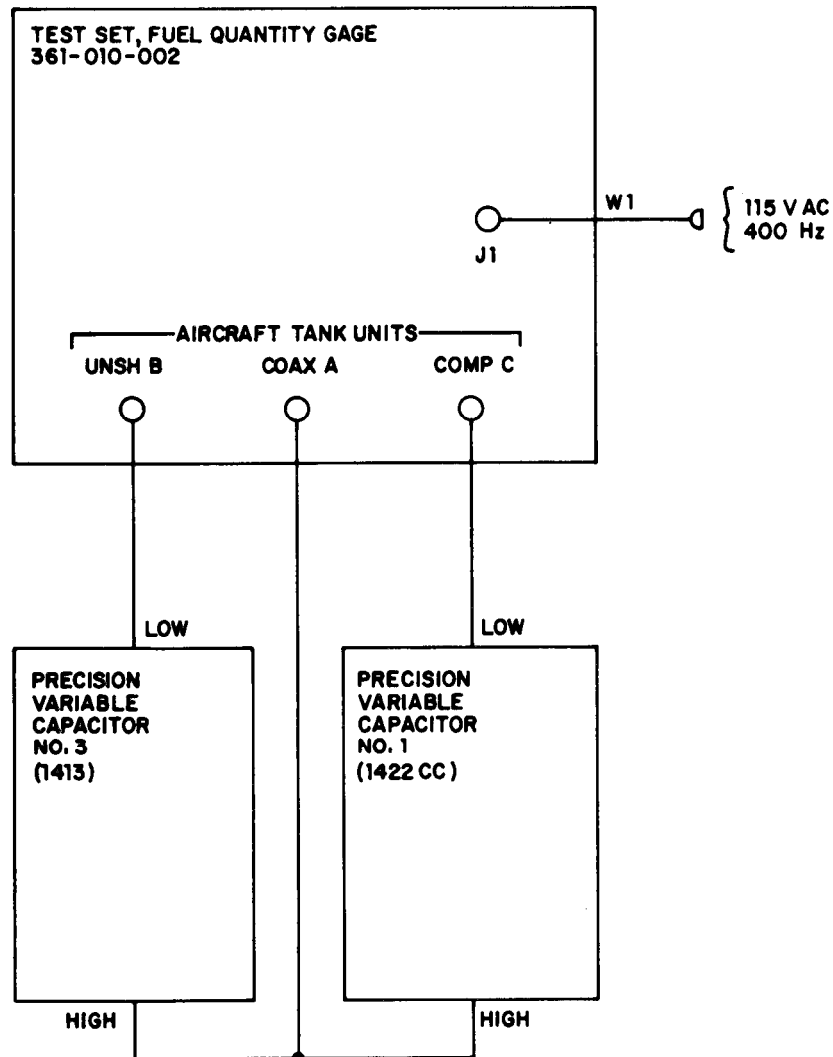 TEST SET, FUEL QUANTITY GAGE
361-010-002
W1
115 V AC
400 Hz
J1
AIRCRAFT TANK UNITS
UNSH B
COAX A
COMP C
LOW
LOW
PRECISION
VARIABLE
CAPACITOR
NO. 3
(1413)
PRECISION
VARIABLE
CAPACITOR
NO. 1
(1422 CC)
HIGH
HIGH